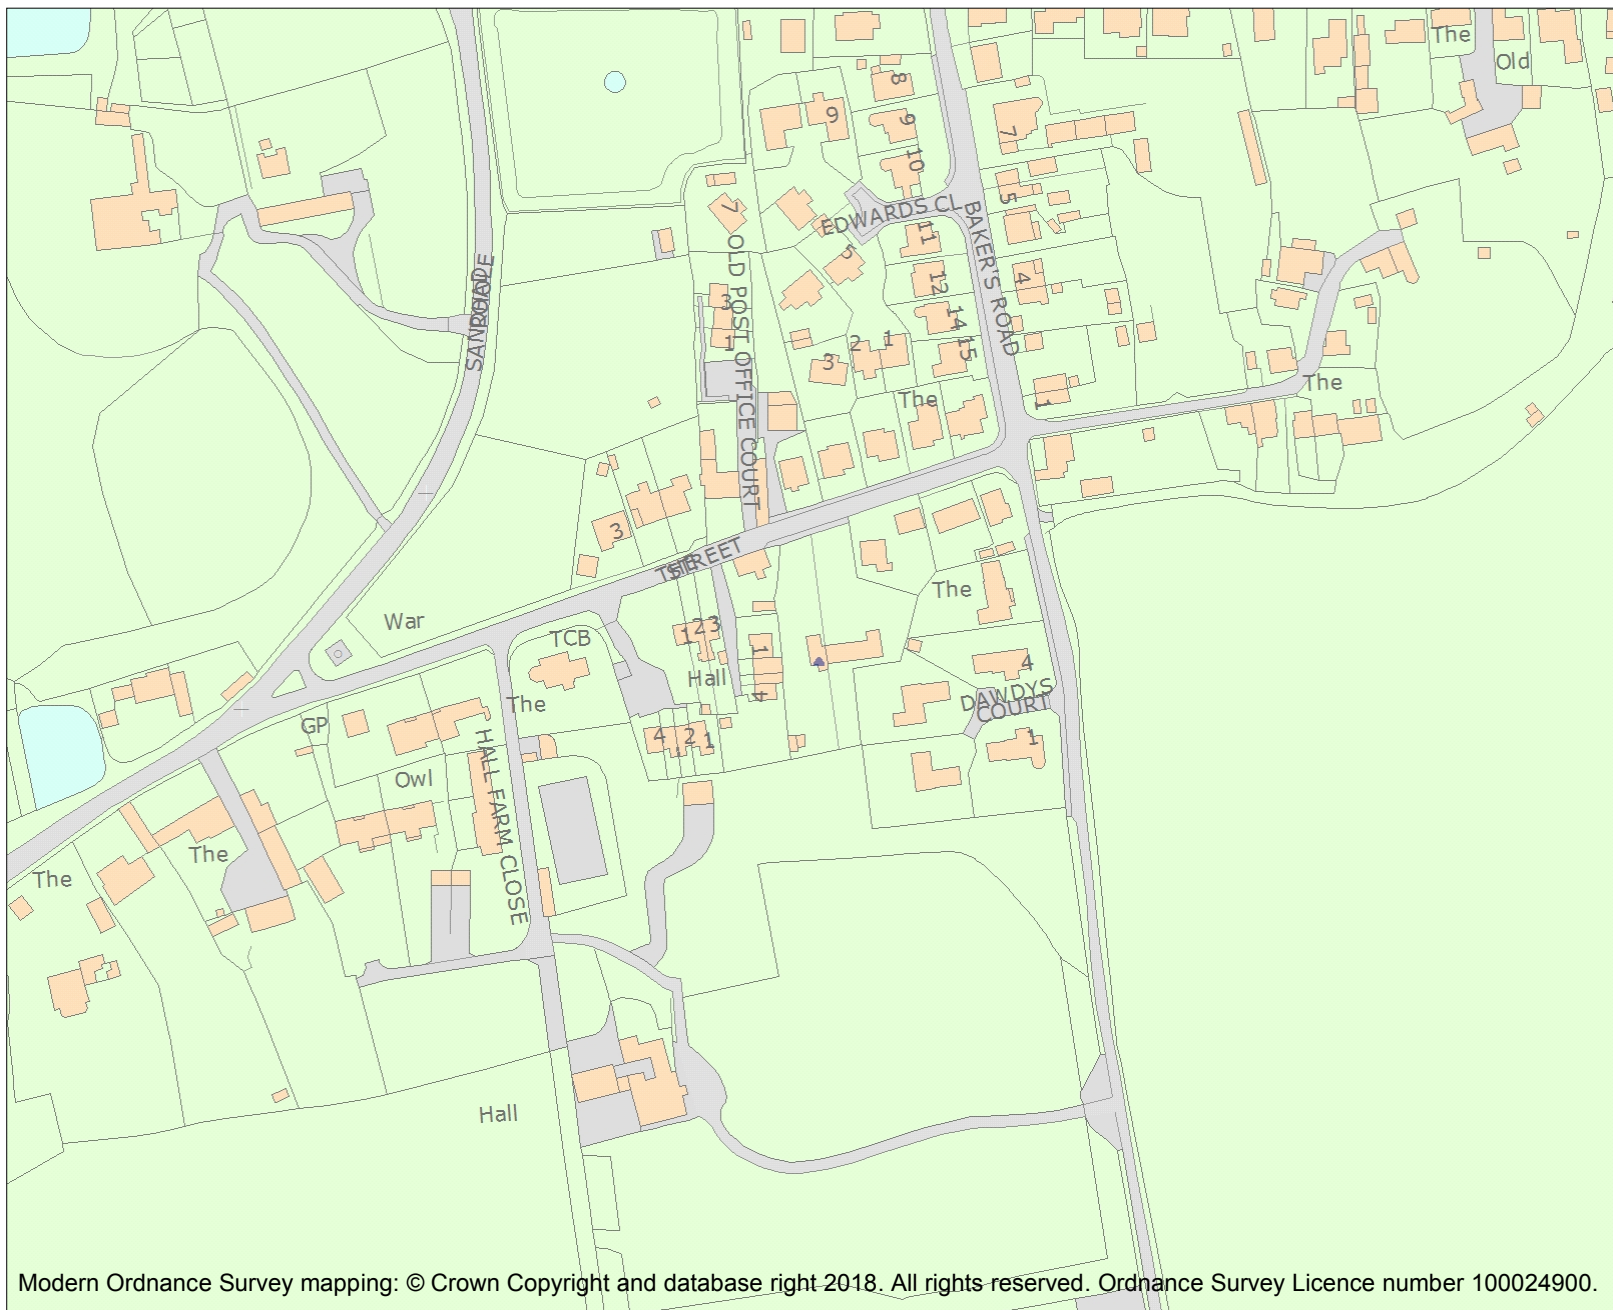 The
Old
8
9
9
10
7
5
7
EDWARDS CL
11
5
12
4
BAKER'S ROAD
OLD POST OFFICE COURT
3
1
14
15
2
1
3
The
The
1
3
STREET
The
War
TCB
1
2
3
Hall
1
4
4
DAWDYS
COURT
1
The
GP
4
2
1
HALL FARM CLOSE
Owl
The
The
Hall
Modern Ordnance Survey mapping: © Crown Copyright and database right 2018. All rights reserved. Ordnance Survey Licence number 100024900.